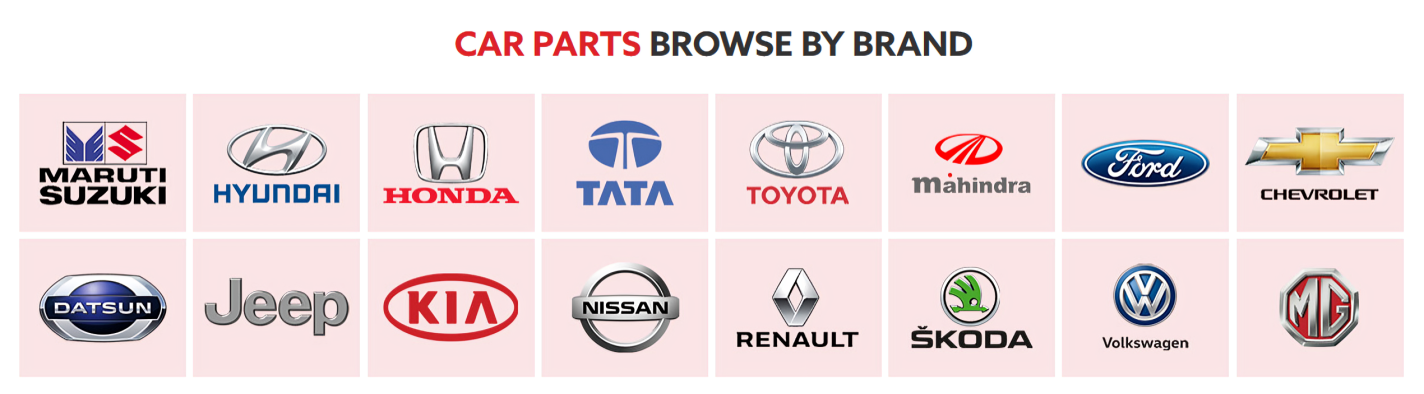 CAR PARTS BROWSE BY BRAND
MARUTI
SUZUKI
HYUNDAI
HONDA
TATA
TOYOTA
mahindra
Ford
CHEVROLET
DATSUN
Jeep
KIA
NISSAN
RENAULT
ŠKODA
Volkswagen
MG